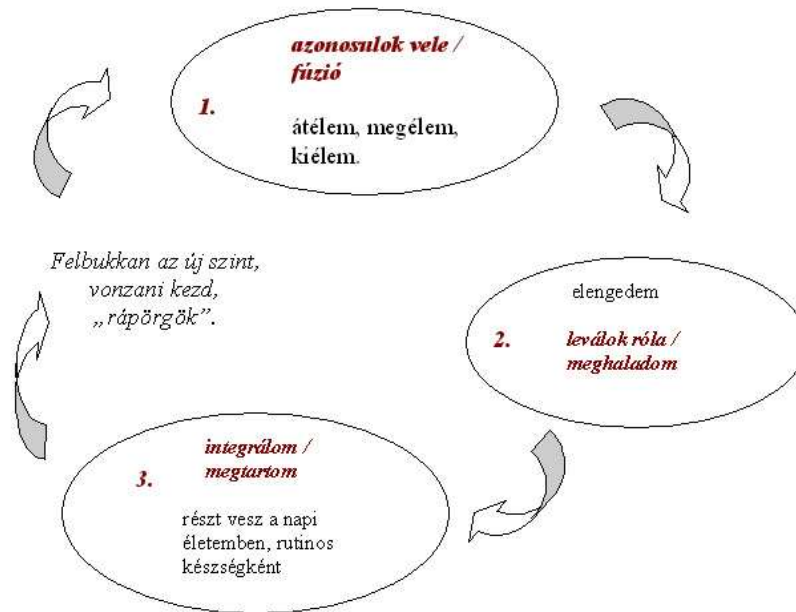 azonosulok vele /
fúzió
1.
átélem, megélem,
kiélem.
elengedem
2.
leválok róla /
meghaladom
integrálom /
megtartom
3.
részt vesz a napi
életemben, rutinos
készségként
Felbukkan az új szint,
vonzani kezd,
„rápörgök”.